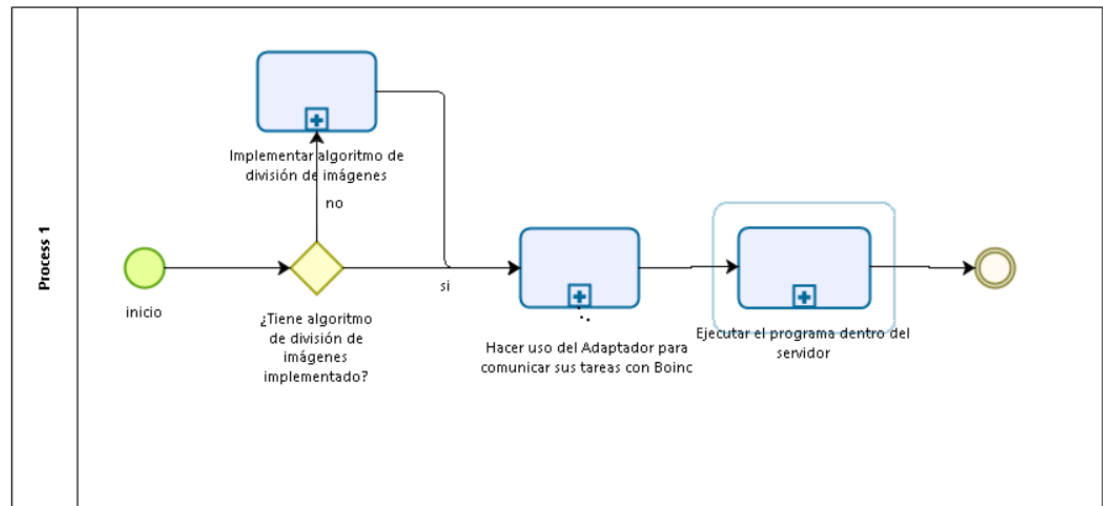 Process 1
Implementar algoritmo de
división de imágenes
no
inicio
¿Tiene algoritmo
de división de
imágenes
implementado?
si
Hacer uso del Adaptador para
comunicar sus tareas con Boinc
Ejecutar el programa dentro del
servidor